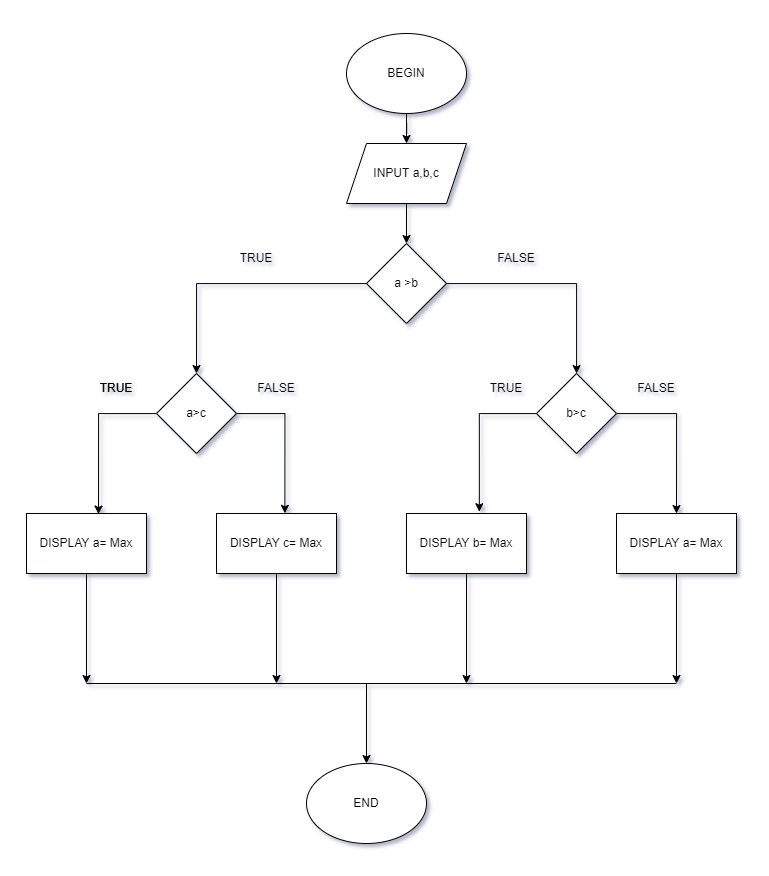 BEGIN
INPUT a,b,c
TRUE
FALSE
a >b
TRUE
FALSE
TRUE
FALSE
a>c
b>c
DISPLAY a= Max
DISPLAY c= Max
DISPLAY b= Max
DISPLAY a= Max
END